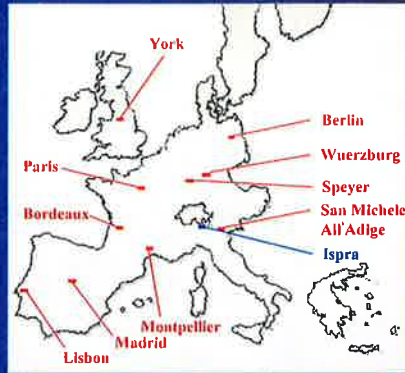 York
Berlin
Wuerzburg
Paris
Speyer
San Michele
All'Adige
Bordeaux
Ispra
Montpellier
Madrid
Lisbon